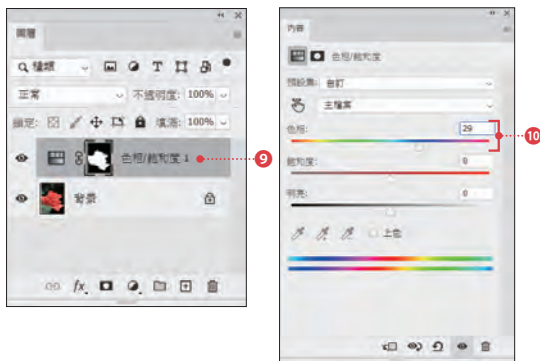 圖層
種類
正常
不透明度: 100%
鎖定:
填滿: 100%
fx
色相/飽和度 1
背景
9
內容
色相/飽和度
預設集: 自訂
主檔案
色相: 29
飽和度: 0
明亮: 0
上色
10